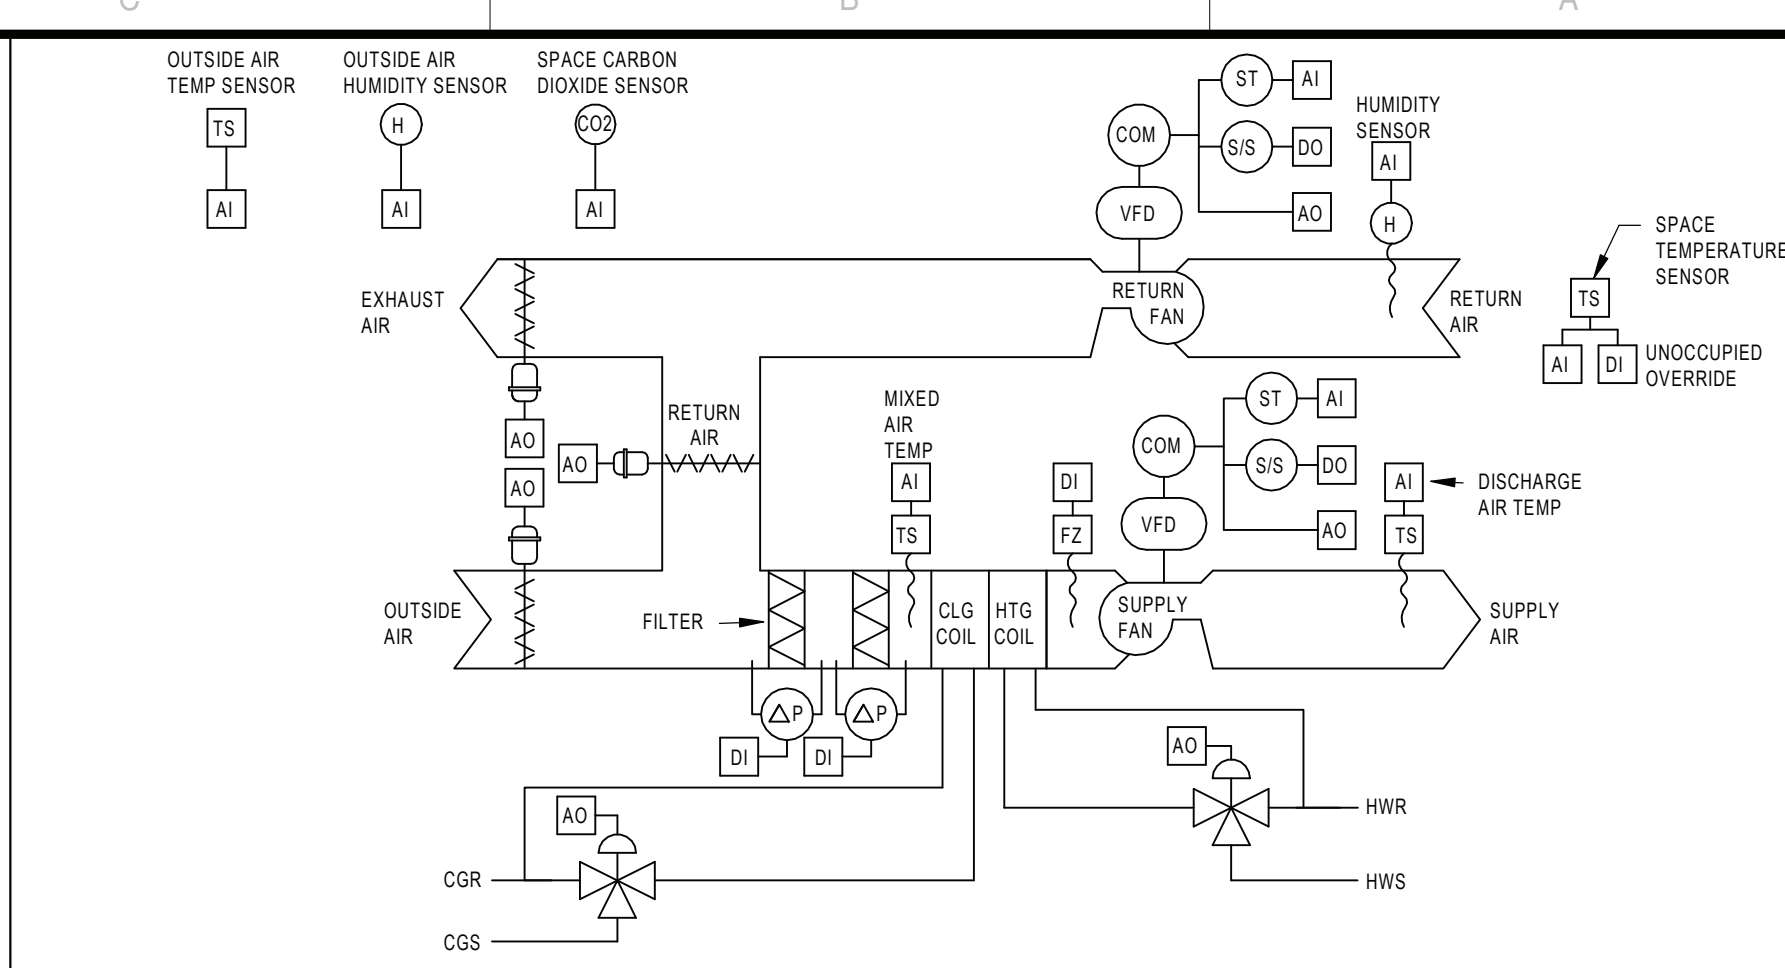 C
B
A
OUTSIDE AIR
TEMP SENSOR
TS
AI
OUTSIDE AIR
HUMIDITY SENSOR
H
AI
SPACE CARBON
DIOXIDE SENSOR
CO2
AI
COM
ST
AI
S/S
DO
VFD
AO
HUMIDITY
SENSOR
AI
H
SPACE
TEMPERATURE
SENSOR
TS
AI
DI
UNOCCUPIED
OVERRIDE
EXHAUST
AIR
RETURN
FAN
RETURN
AIR
AO
AO
AO
RETURN
AIR
MIXED
AIR
TEMP
AI
TS
DI
FZ
COM
ST
AI
S/S
DO
VFD
AO
AI
TS
DISCHARGE
AIR TEMP
OUTSIDE
AIR
FILTER
CLG
COIL
HTG
COIL
SUPPLY
FAN
SUPPLY
AIR
△P
△P
DI
DI
AO
HWR
HWS
AO
CGR
CGS